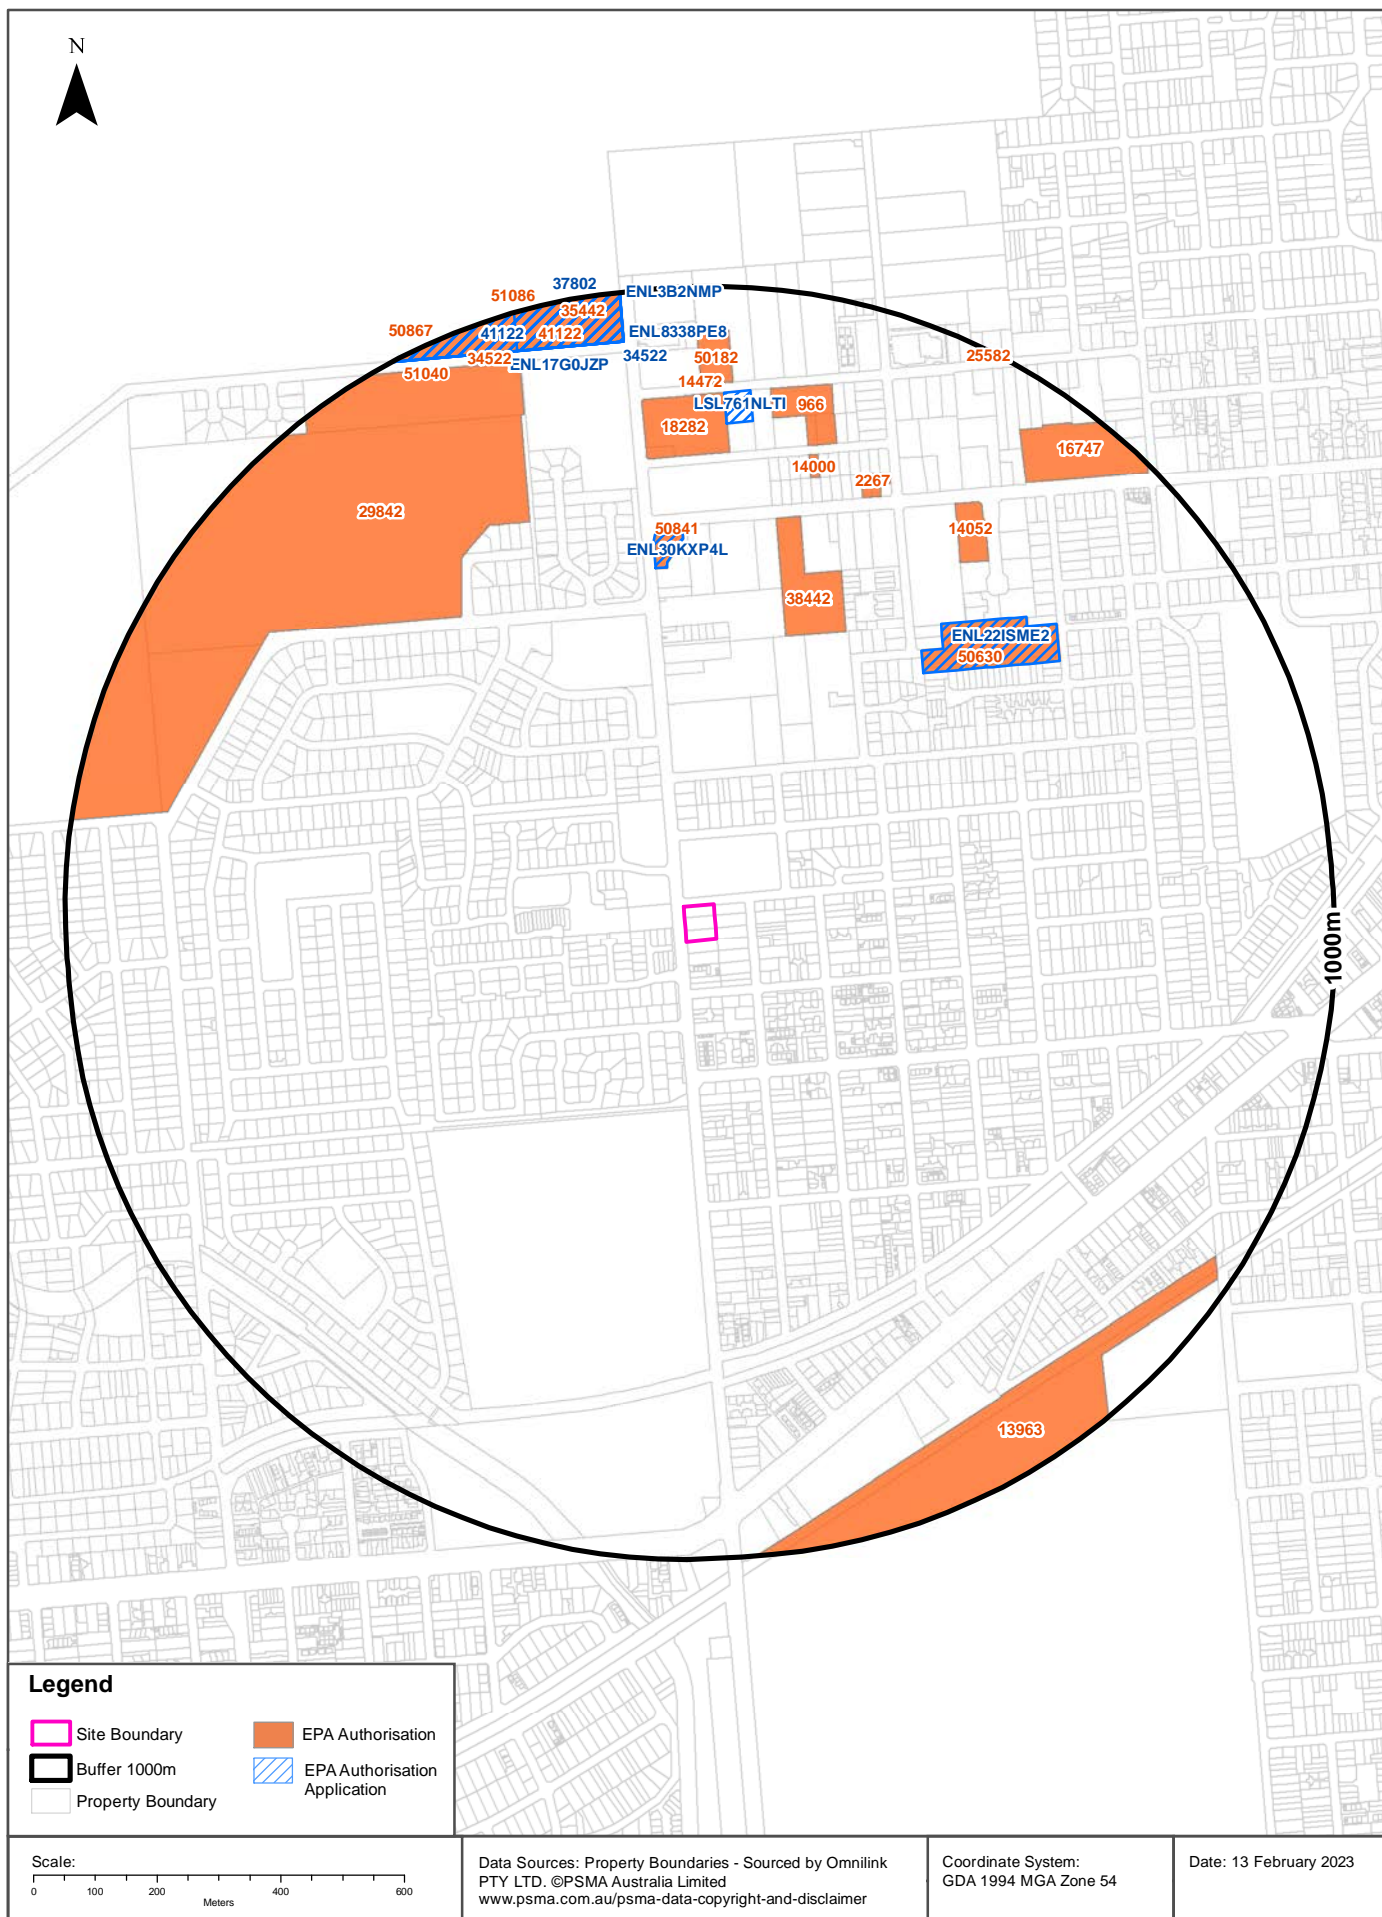 N
37802
ENL3B2NMP
51086
35442
50867
41122
41122
ENL8338PE8
34522
ENL17G0JZP
34522
50182
25582
51040
14472
LSL761NLTI
966
18282
16747
14000
2267
29842
50841
14052
ENL30KXP4L
38442
ENL22ISME2
50630
1000m
13963
Legend
Site Boundary
EPA Authorisation
Buffer 1000m
EPA Authorisation
Application
Property Boundary
Scale:
0 100 200 400 600
Meters
Data Sources: Property Boundaries - Sourced by Omnilink
PTY LTD. ©PSMA Australia Limited
www.psma.com.au/psma-data-copyright-and-disclaimer
Coordinate System:
GDA 1994 MGA Zone 54
Date: 13 February 2023